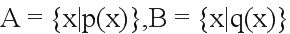 A = {x|p(x)},B = {x|q(x)}